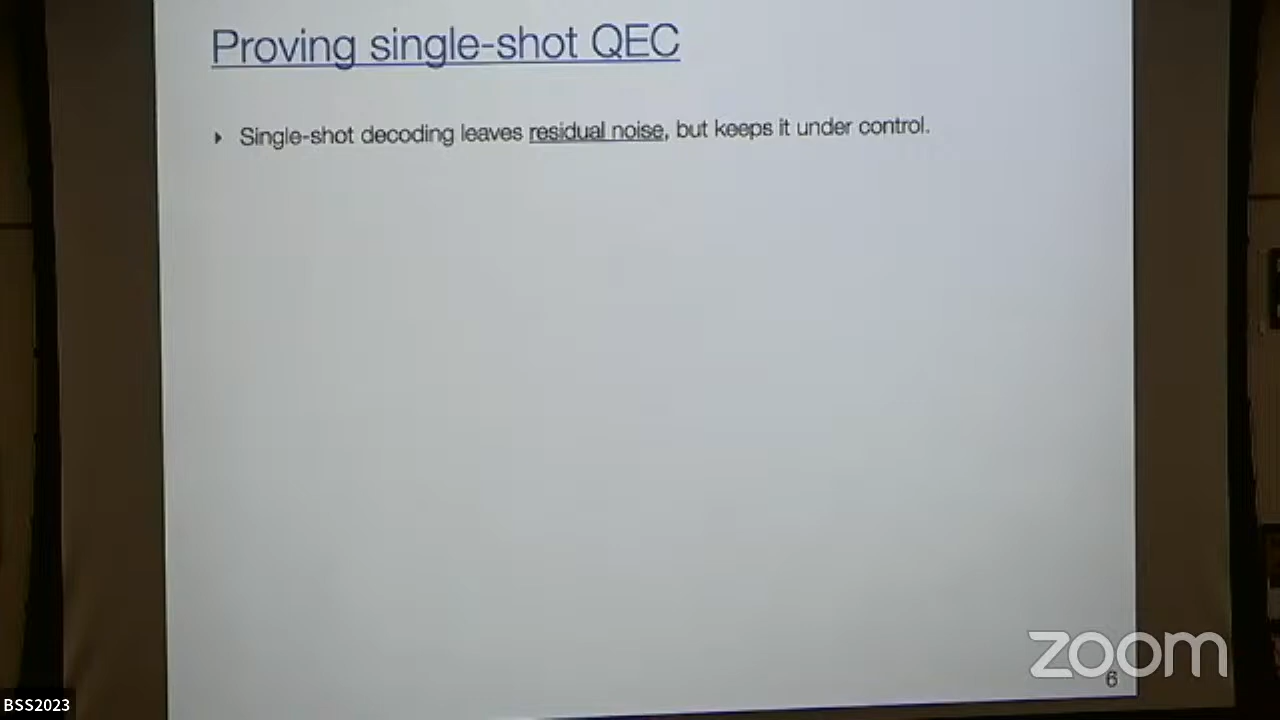 Proving single-shot QEC
Single-shot decoding leaves residual noise, but keeps it under control.
zoom
6
BSS2023